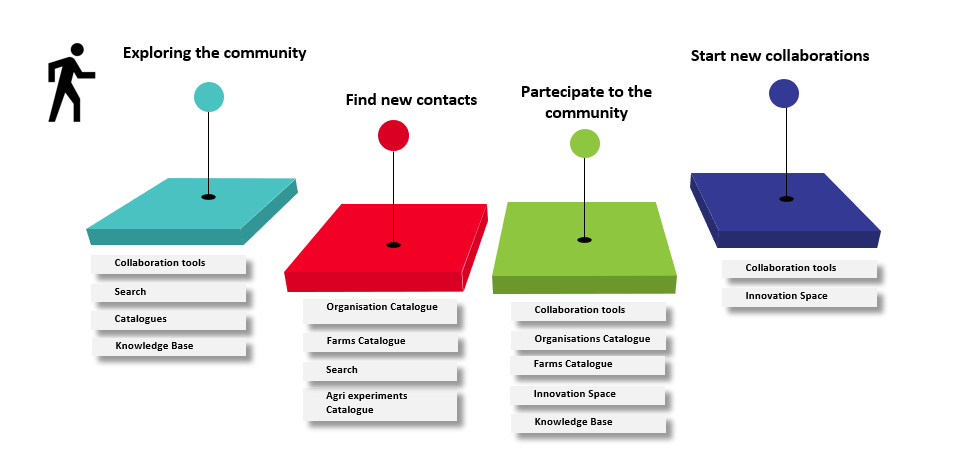 Exploring the community
Collaboration tools
Search
Catalogues
Knowledge Base
Find new contacts
Organisation Catalogue
Farms Catalogue
Search
Agri experiments
Catalogue
Partecipate to the
community
Collaboration tools
Organisations Catalogue
Farms Catalogue
Innovation Space
Knowledge Base
Start new collaborations
Collaboration tools
Innovation Space